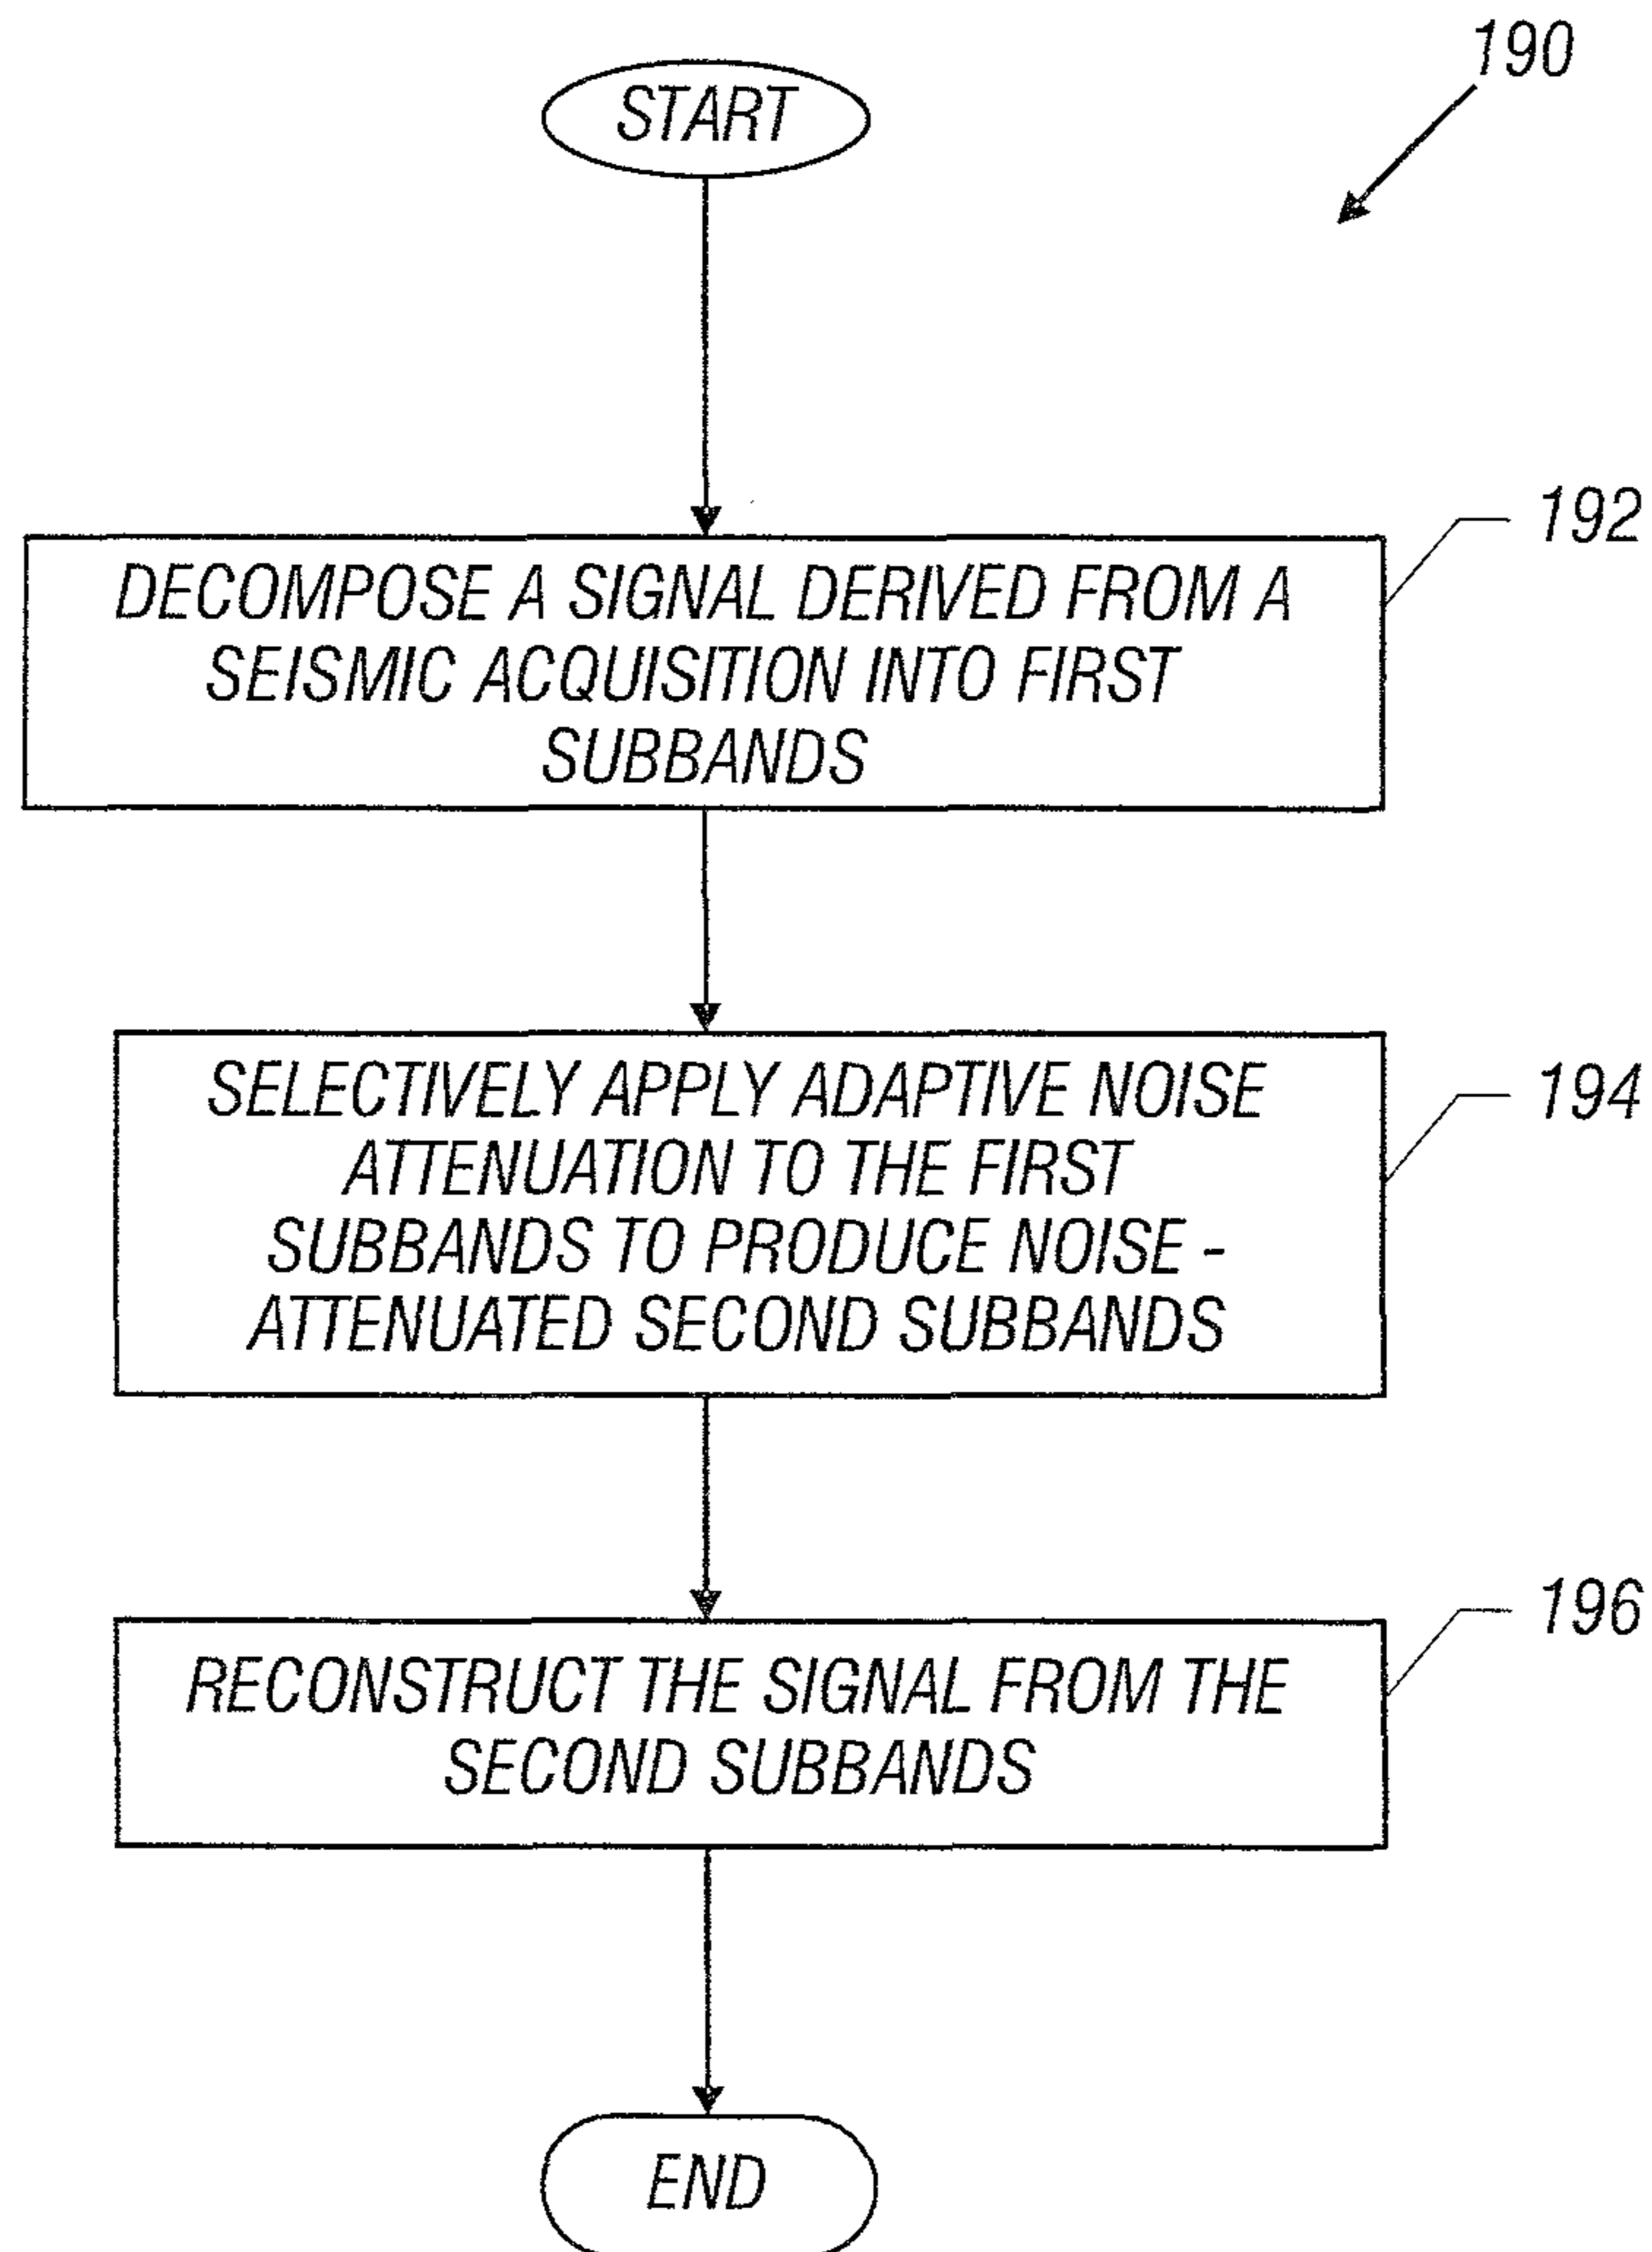 190
START
192
DECOMPOSE A SIGNAL DERIVED FROM A
SEISMIC ACQUISITION INTO FIRST
SUBBANDS
194
SELECTIVELY APPLY ADAPTIVE NOISE
ATTENUATION TO THE FIRST
SUBBANDS TO PRODUCE NOISE -
ATTENUATED SECOND SUBBANDS
196
RECONSTRUCT THE SIGNAL FROM THE
SECOND SUBBANDS
END